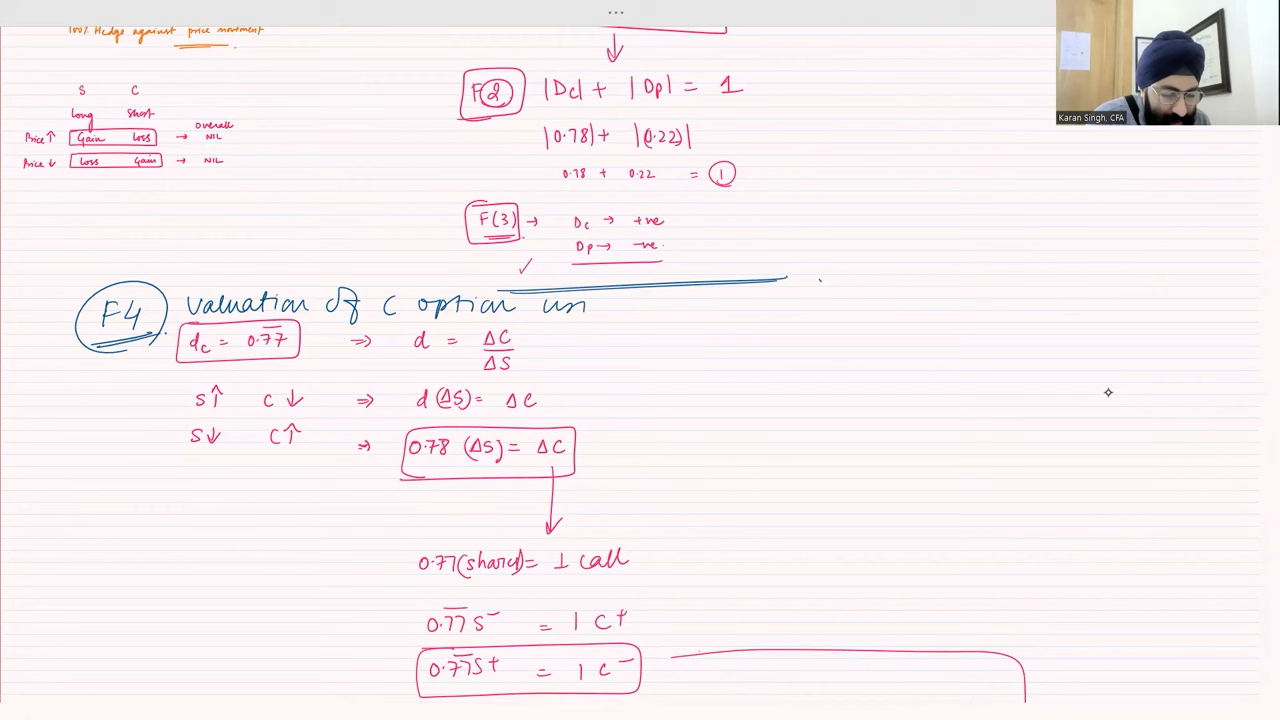 100% Hedge against price movement
S C
Long Short
Price↑ Gain Loss → overall NIL
Price↓ Loss Gain → NIL
F(2) |Dc| + |Dp| = 1
|0.78| + |(0.22)|
0.78 + 0.22 = 1
F(3) → Dc → +ve
Dp → -ve
✓
F4 valuation of C option usi
dc = 0.77 ⇒ d = ΔC/ΔS
S↑ C↓ ⇒ d(ΔS) = ΔC
S↓ C↑ ⇒ 0.78 (ΔS) = ΔC
0.77(shares) = 1 call
0.77 S⁻ = 1 C⁺
0.77 S⁺ = 1 C⁻
Karan Singh, CFA